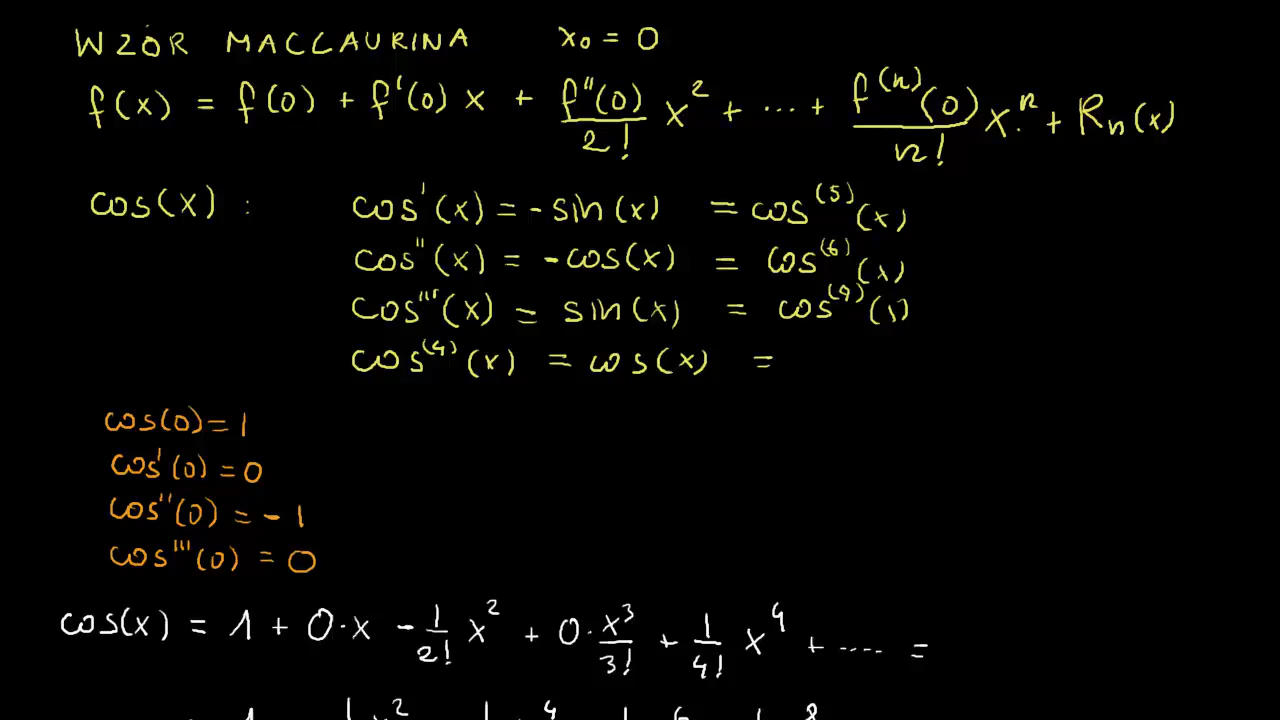 WZÓR MACCAURINA x₀ = 0
f(x) = f(0) + f'(0) x + f''(0)/2! x² + ... + f⁽ⁿ⁾(0)/n! x.ⁿ + Rₙ(x)
cos(x) : cos'(x) = -sin(x) = cos⁽⁵⁾(x)
cos''(x) = -cos(x) = cos⁽⁶⁾(x)
cos'''(x) = sin(x) = cos⁽⁷⁾(x)
cos⁽⁴⁾(x) = cos(x) =
cos(0) = 1
cos'(0) = 0
cos''(0) = -1
cos'''(0) = 0
cos(x) = 1 + 0·x - 1/2! x² + 0·x³/3! + 1/4! x⁴ + .... =